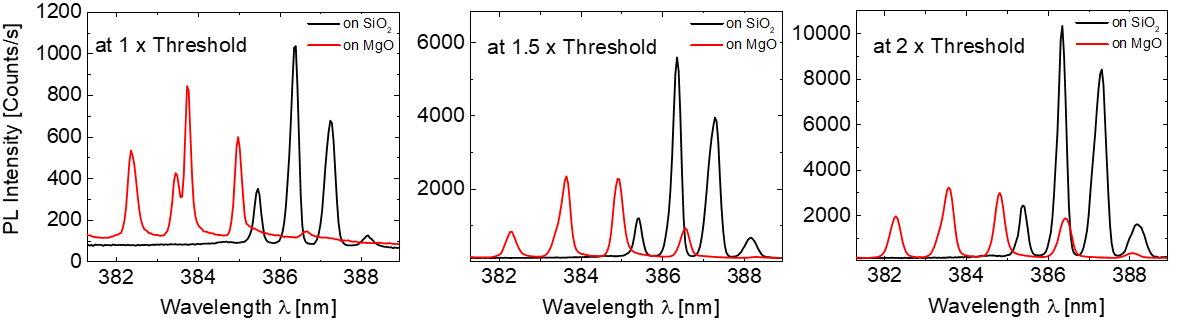 at 1 x Threshold
on SiO₂
on MgO
PL Intensity [Counts/s]
1200
1000
800
600
400
200
0
382 384 386 388
Wavelength λ [nm]
at 1.5 x Threshold
on SiO₂
on MgO
6000
4000
2000
382 384 386 388
Wavelength λ [nm]
at 2 x Threshold
on SiO₂
on MgO
10000
8000
6000
4000
2000
382 384 386 388
Wavelength λ [nm]